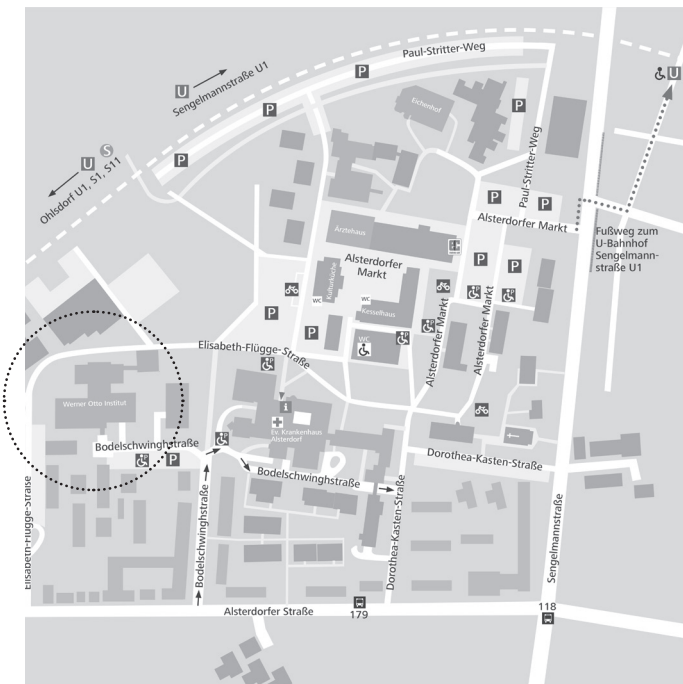 Paul-Stritter-Weg
U
Sengelmannstraße U1
P
P
P
P
P
U
U S
Ohlsdorf U1, S1, S11
Eichenhof
Paul-Stritter-Weg
P
P
Alsterdorfer Markt
Ärztehaus
Fußweg zum
U-Bahnhof
Sengelmann-
straße U1
Alsterdorfer
Markt
P
P
Kulturküche
WC
WC
Kesselhaus
P
P
P
P
P
P
WC
Alsterdorfer Markt
Alsterdorfer Markt
Elisabeth-Flügge-Straße
P
Werner Otto Institut
i
Ev. Krankenhaus
Alsterdorf
Bodelschwinghstraße
P
P
P
Bodelschwinghstraße
Dorothea-Kasten-Straße
Elisabeth-Flügge-Straße
Bodelschwinghstraße
Dorothea-Kasten-Straße
Sengelmannstraße
Alsterdorfer Straße
179
118